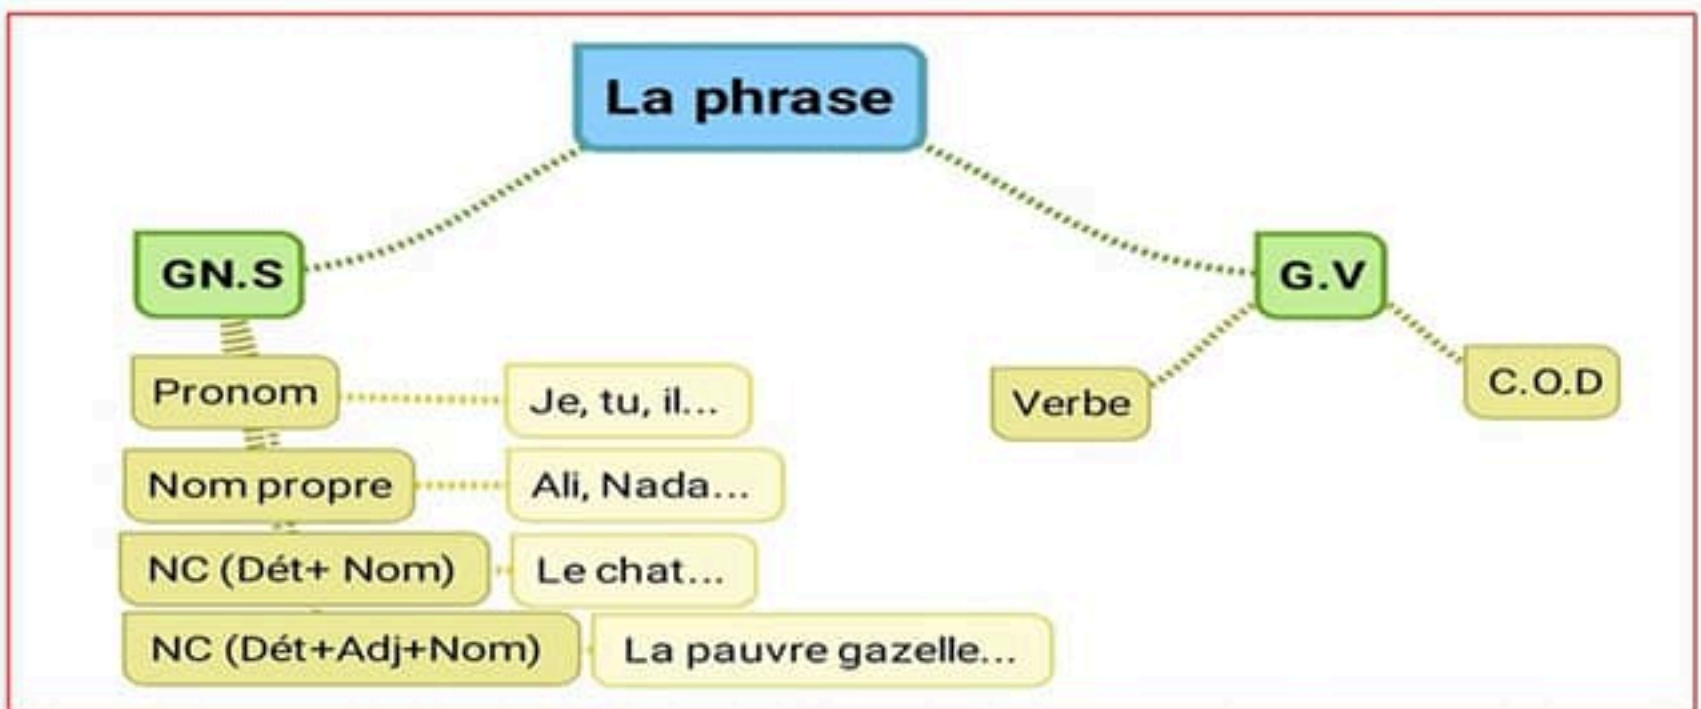 La phrase
GN.S
G.V
Pronom
Je, tu, il...
Verbe
C.O.D
Nom propre
Ali, Nada...
NC (Dét+ Nom)
Le chat...
NC (Dét+Adj+Nom)
La pauvre gazelle...